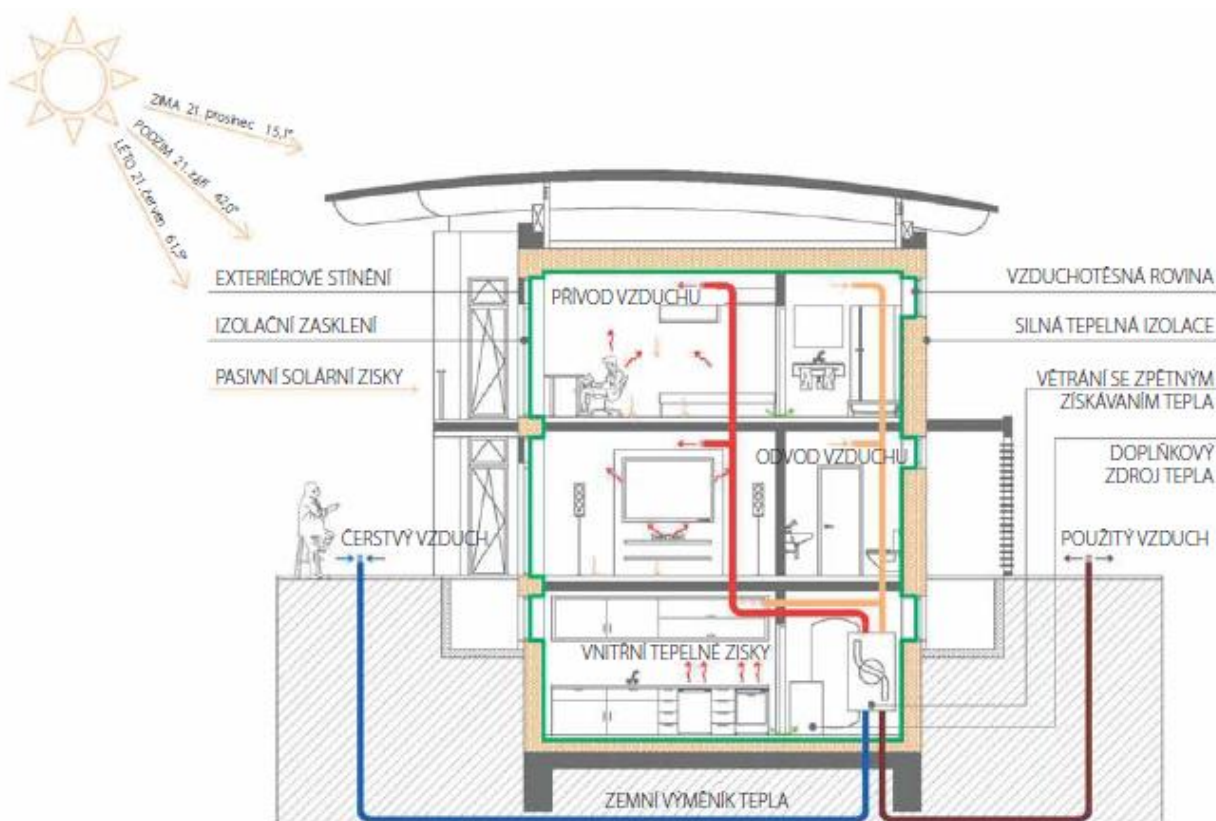 ZIMA 21. prosinec 15,1°
PODZIM 21. září 42,0°
LÉTO 21. červen 61,5°
EXTERIÉROVÉ STÍNĚNÍ
IZOLAČNÍ ZASKLENÍ
PASIVNÍ SOLÁRNÍ ZISKY
PŘÍVOD VZDUCHU
VZDUCHOTĚSNÁ ROVINA
SILNÁ TEPELNÁ IZOLACE
VĚTRÁNÍ SE ZPĚTNÝM
ZÍSKÁVANÍM TEPLA
ODVOD VZDUCHU
DOPLŇKOVÝ
ZDROJ TEPLA
ČERSTVÝ VZDUCH
POUŽITÝ VZDUCH
VNITŘNÍ TEPELNÉ ZISKY
ZEMNÍ VÝMĚNÍK TEPLA